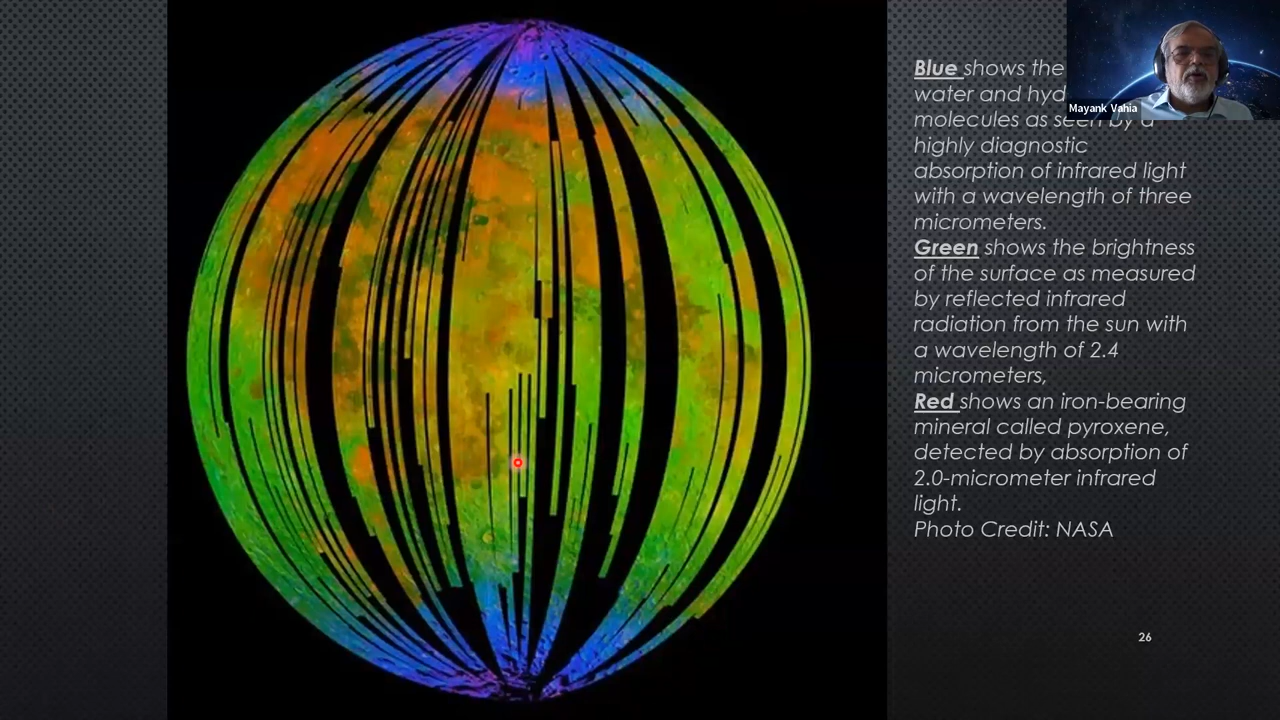 Blue shows the
water and hyd
molecules as seen by a
highly diagnostic
absorption of infrared light
with a wavelength of three
micrometers.
Green shows the brightness
of the surface as measured
by reflected infrared
radiation from the sun with
a wavelength of 2.4
micrometers,
Red shows an iron-bearing
mineral called pyroxene,
detected by absorption of
2.0-micrometer infrared
light.
Photo Credit: NASA
Mayank Vahia
26